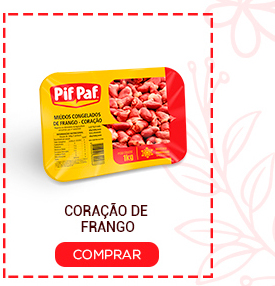 Pif Paf
MIÚDOS CONGELADOS
DE FRANGO - CORAÇÃO
1KG
CORAÇÃO DE
FRANGO
COMPRAR